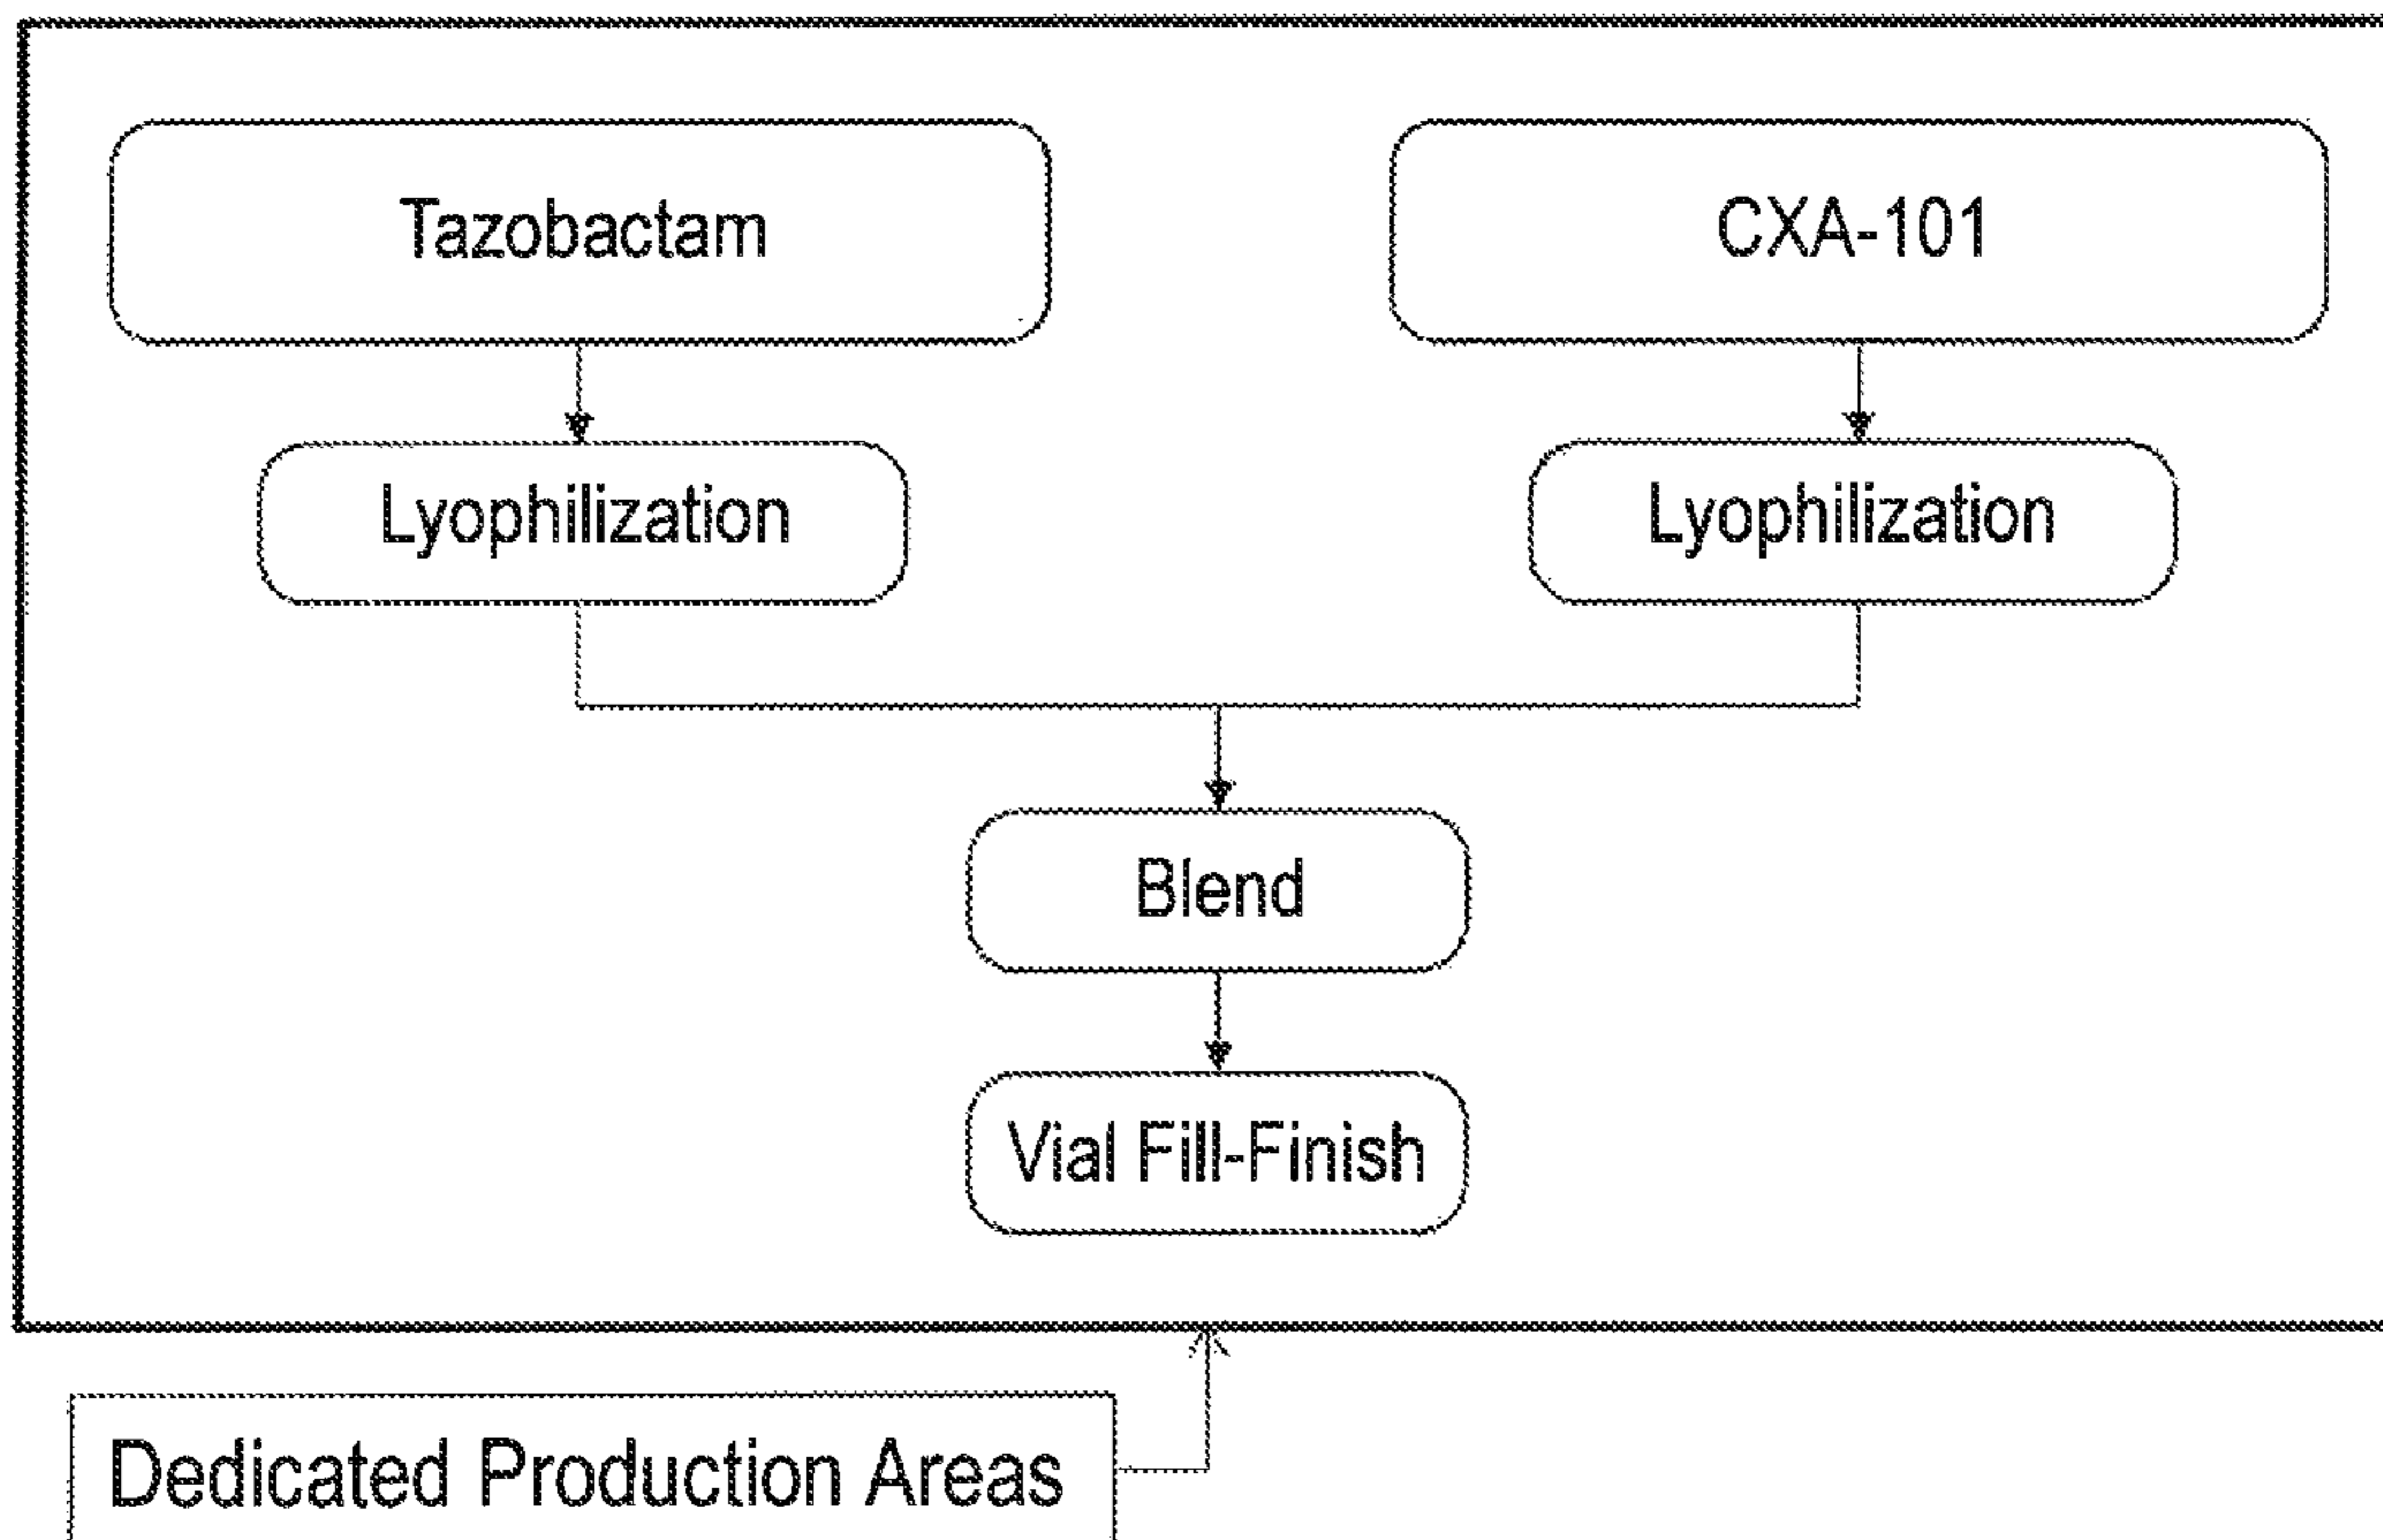 Tazobactam
CXA-101
Lyophilization
Lyophilization
Blend
Vial Fill-Finish
Dedicated Production Areas